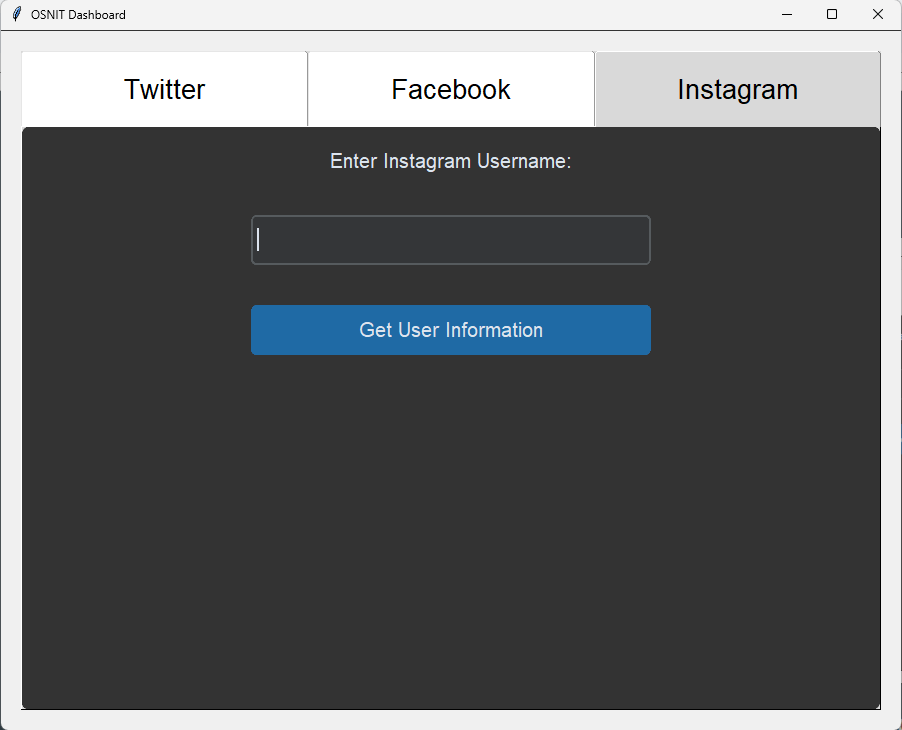 OSNIT Dashboard
Twitter
Facebook
Instagram
Enter Instagram Username:
Get User Information